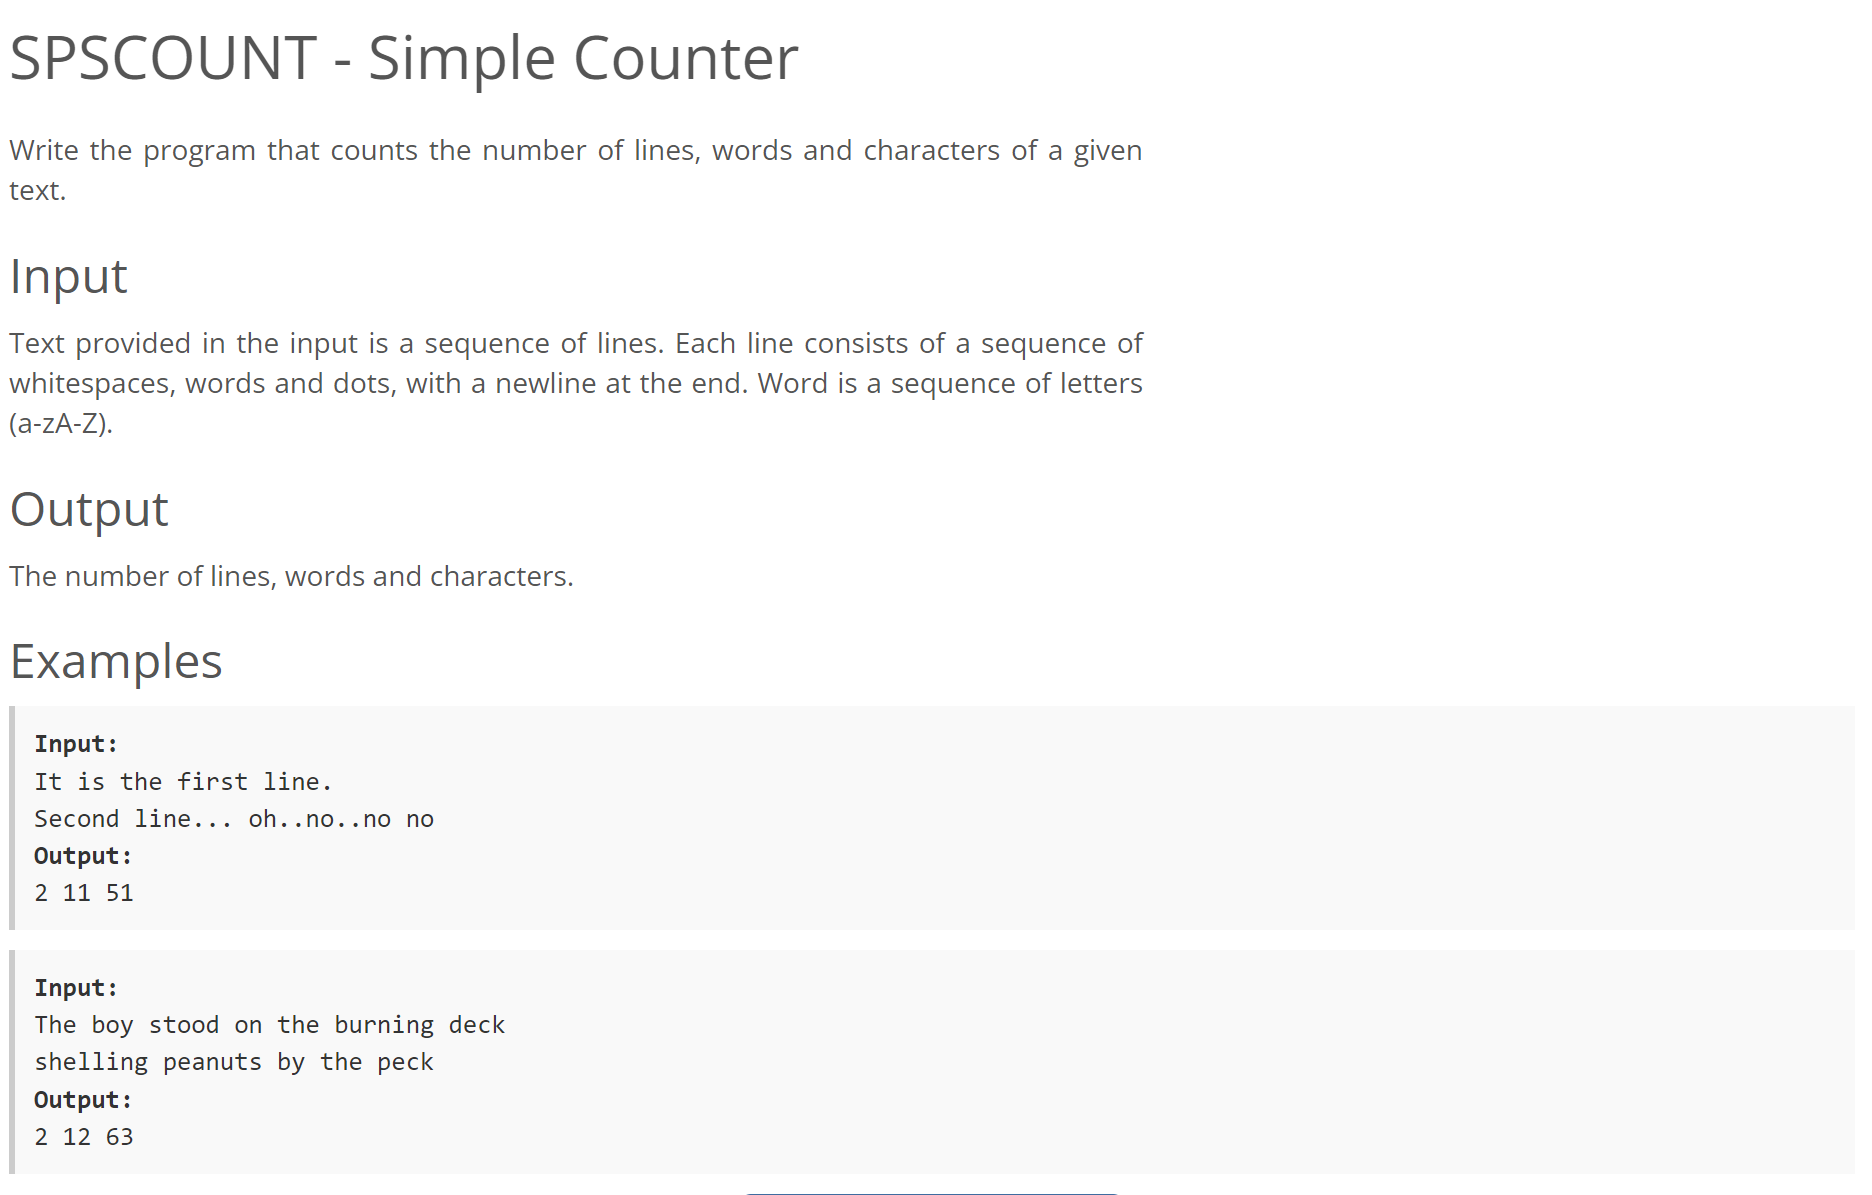 SPSCOUNT - Simple Counter
Write the program that counts the number of lines, words and characters of a given
text.
Input
Text provided in the input is a sequence of lines. Each line consists of a sequence of
whitespaces, words and dots, with a newline at the end. Word is a sequence of letters
(a-zA-Z).
Output
The number of lines, words and characters.
Examples
Input:
It is the first line.
Second line... oh..no..no no
Output:
2 11 51
Input:
The boy stood on the burning deck
shelling peanuts by the peck
Output:
2 12 63